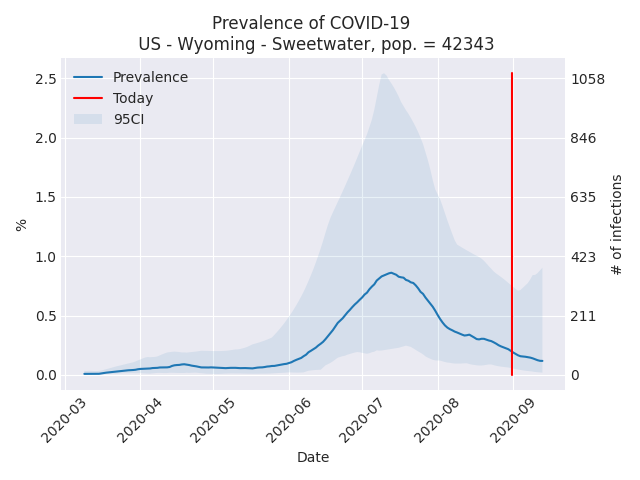 Prevalence of COVID-19
US - Wyoming - Sweetwater, pop. = 42343
Prevalence
Today
95CI
2.5
2.0
1.5
1.0
0.5
0.0
%
1058
846
635
423
211
0
# of infections
2020-03
2020-04
2020-05
2020-06
2020-07
2020-08
2020-09
Date